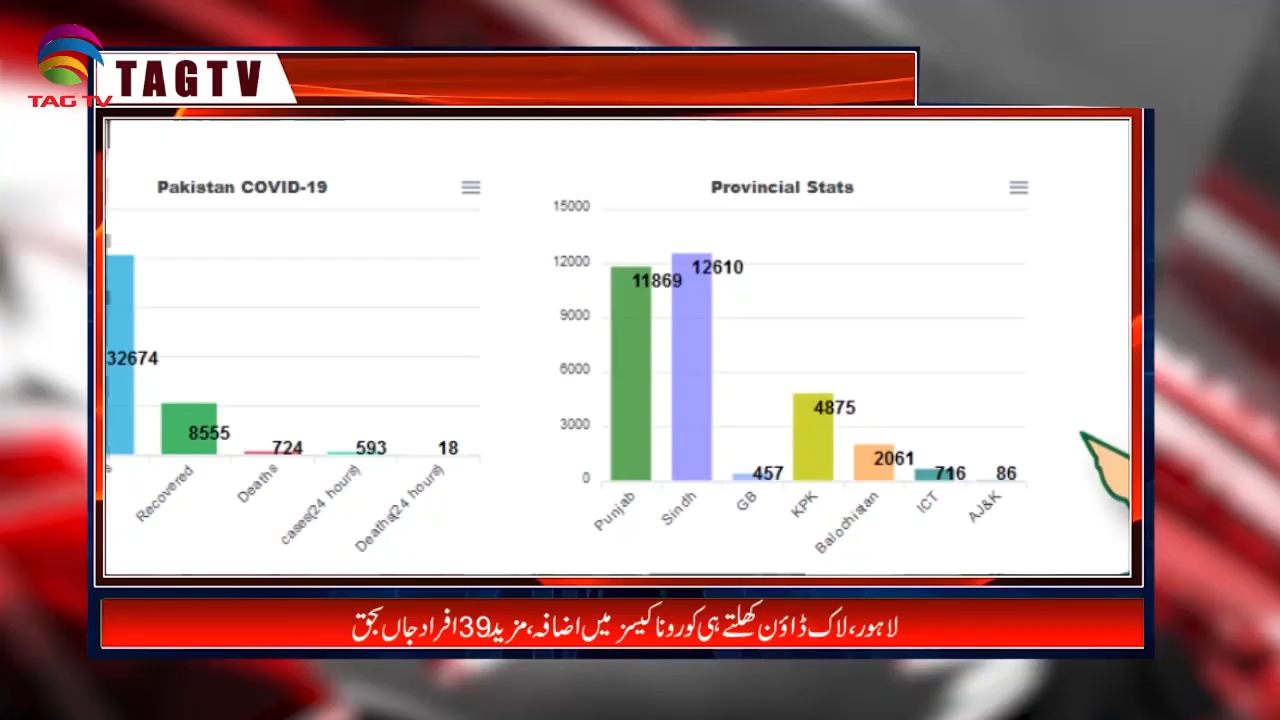 TAG TV
TAGTV
Pakistan COVID-19
32674
8555
724
593
18
Recovered
Deaths
cases(24 hours)
Deaths(24 hours)
Provincial Stats
15000
12000
9000
6000
3000
0
11869
12610
457
4875
2061
716
86
Punjab
Sindh
GB
KPK
Balochistan
ICT
AJ&K
لاہور، لاک ڈاؤن کھلتے ہی کورونا کیسز میں اضافہ، مزید 39 افراد جاں بحق